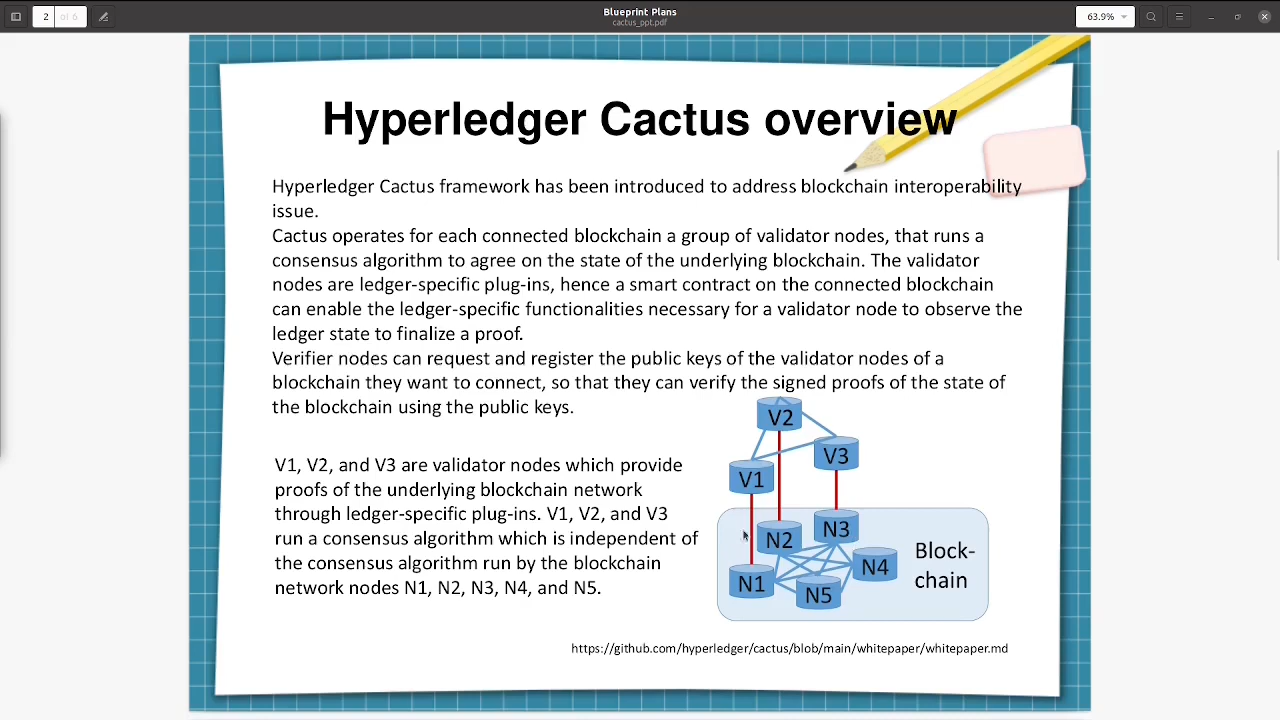 Blueprint Plans
cactus_ppt.pdf
2 of 6
63.9%
Hyperledger Cactus overview
Hyperledger Cactus framework has been introduced to address blockchain interoperability
issue.
Cactus operates for each connected blockchain a group of validator nodes, that runs a
consensus algorithm to agree on the state of the underlying blockchain. The validator
nodes are ledger-specific plug-ins, hence a smart contract on the connected blockchain
can enable the ledger-specific functionalities necessary for a validator node to observe the
ledger state to finalize a proof.
Verifier nodes can request and register the public keys of the validator nodes of a
blockchain they want to connect, so that they can verify the signed proofs of the state of
the blockchain using the public keys.
V1, V2, and V3 are validator nodes which provide
proofs of the underlying blockchain network
through ledger-specific plug-ins. V1, V2, and V3
run a consensus algorithm which is independent of
the consensus algorithm run by the blockchain
network nodes N1, N2, N3, N4, and N5.
V2
V3
V1
N3
N2
N4
N1
N5
Block-
chain
https://github.com/hyperledger/cactus/blob/main/whitepaper/whitepaper.md